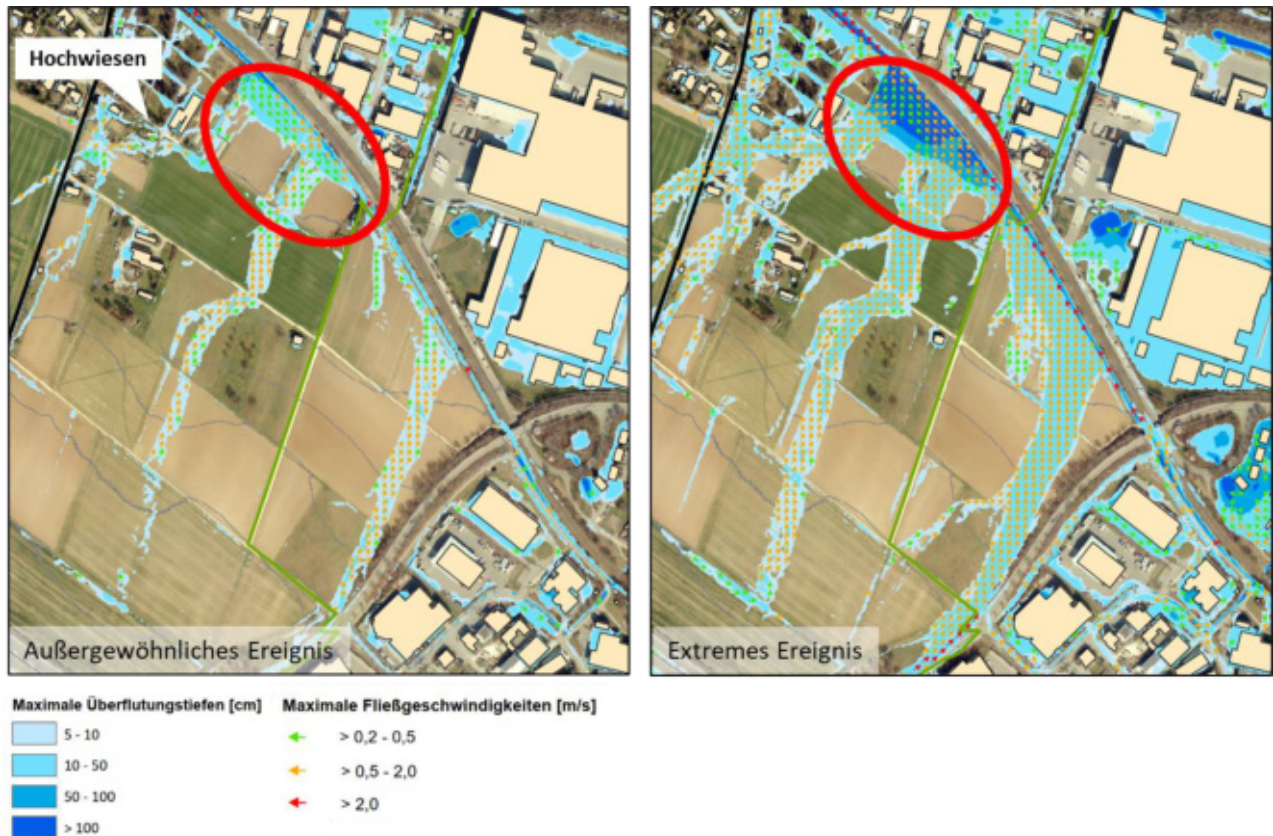 Hochwiesen
Außergewöhnliches Ereignis
Extremes Ereignis
Maximale Überflutungstiefen [cm]
5 - 10
10 - 50
50 - 100
> 100
Maximale Fließgeschwindigkeiten [m/s]
> 0,2 - 0,5
> 0,5 - 2,0
> 2,0